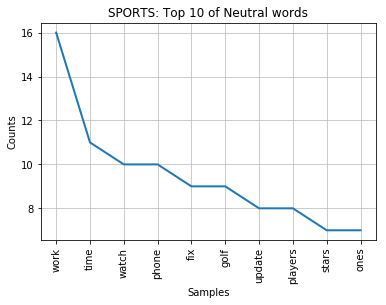 SPORTS: Top 10 of Neutral words
16
14
12
10
8
Counts
work
time
watch
phone
fix
golf
update
players
stars
ones
Samples